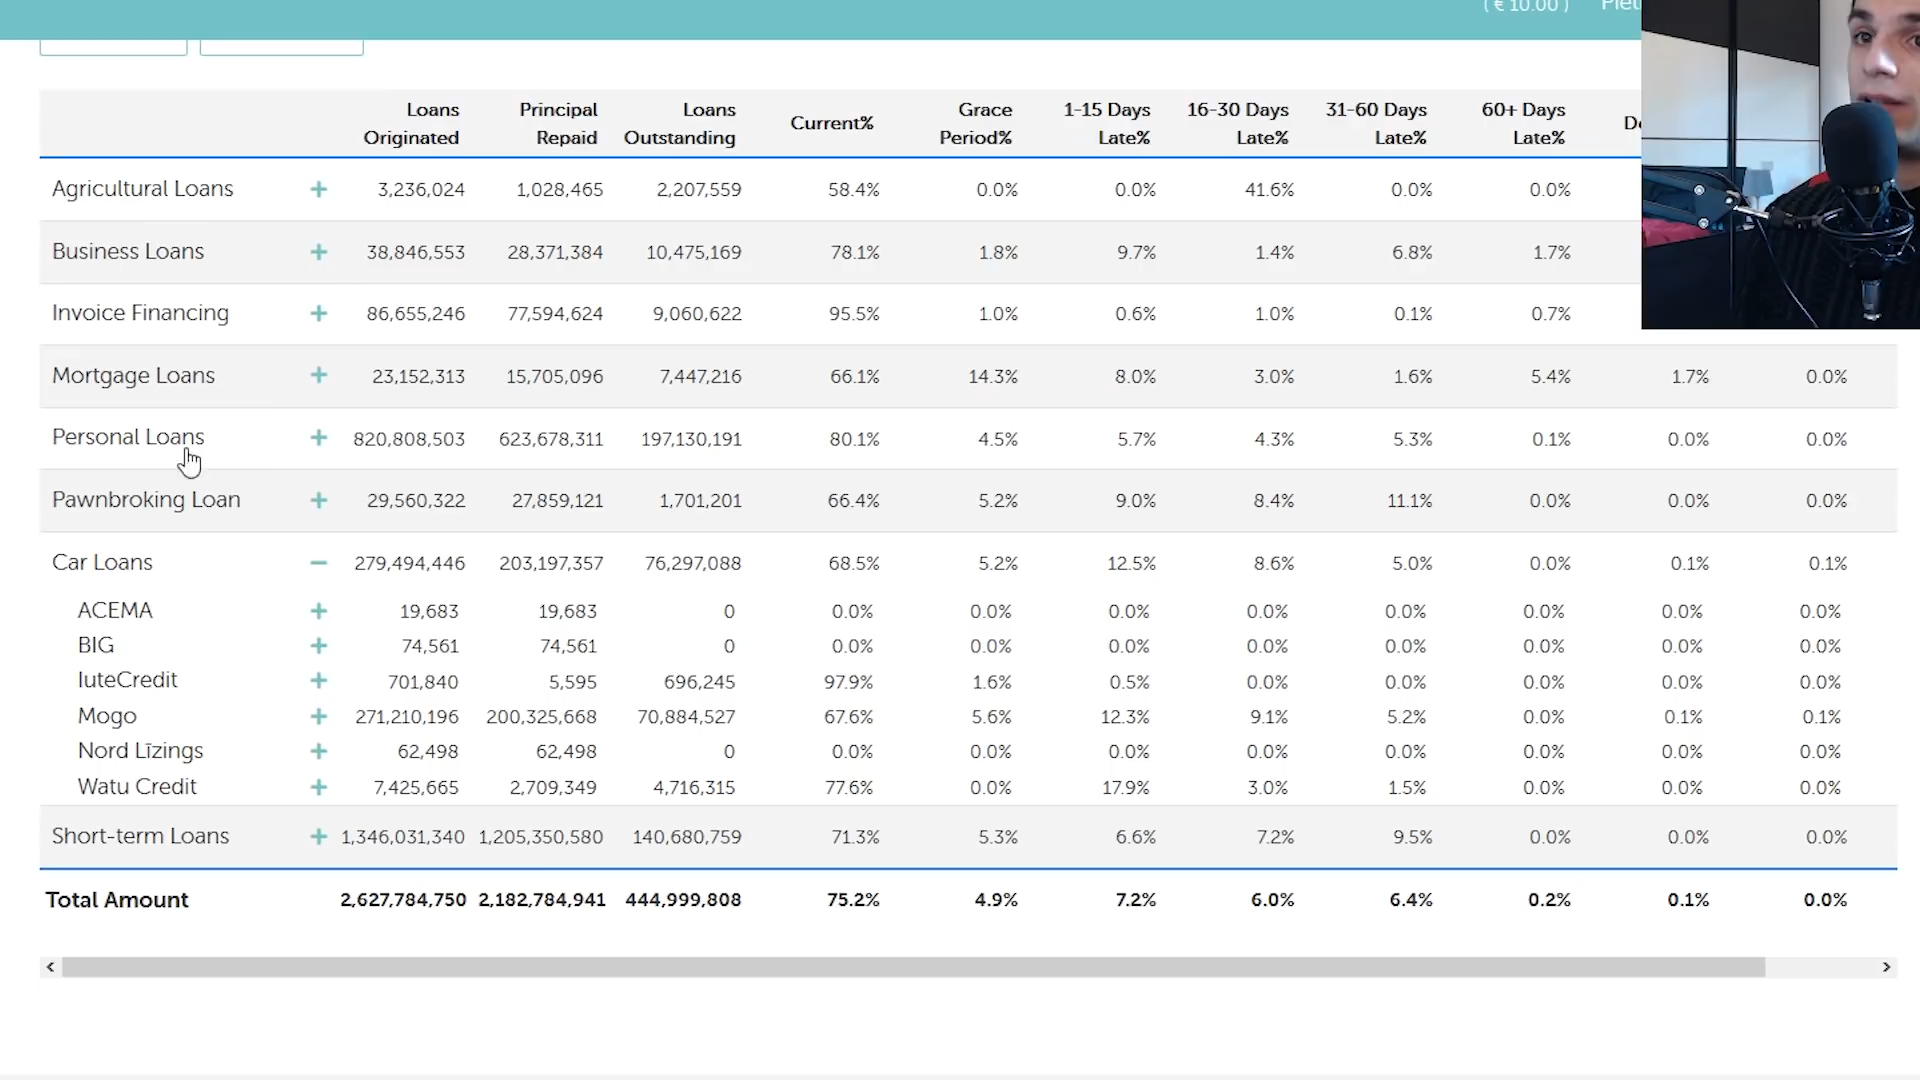 ( € 10.00 )
Loans Originated Principal Repaid Loans Outstanding Current% Grace Period% 1-15 Days Late% 16-30 Days Late% 31-60 Days Late% 60+ Days Late%
Agricultural Loans + 3,236,024 1,028,465 2,207,559 58.4% 0.0% 0.0% 41.6% 0.0% 0.0%
Business Loans + 38,846,553 28,371,384 10,475,169 78.1% 1.8% 9.7% 1.4% 6.8% 1.7%
Invoice Financing + 86,655,246 77,594,624 9,060,622 95.5% 1.0% 0.6% 1.0% 0.1% 0.7%
Mortgage Loans + 23,152,313 15,705,096 7,447,216 66.1% 14.3% 8.0% 3.0% 1.6% 5.4% 1.7% 0.0%
Personal Loans + 820,808,503 623,678,311 197,130,191 80.1% 4.5% 5.7% 4.3% 5.3% 0.1% 0.0% 0.0%
Pawnbroking Loan + 29,560,322 27,859,121 1,701,201 66.4% 5.2% 9.0% 8.4% 11.1% 0.0% 0.0% 0.0%
Car Loans − 279,494,446 203,197,357 76,297,088 68.5% 5.2% 12.5% 8.6% 5.0% 0.0% 0.1% 0.1%
ACEMA + 19,683 19,683 0 0.0% 0.0% 0.0% 0.0% 0.0% 0.0% 0.0% 0.0%
BIG + 74,561 74,561 0 0.0% 0.0% 0.0% 0.0% 0.0% 0.0% 0.0% 0.0%
IuteCredit + 701,840 5,595 696,245 97.9% 1.6% 0.5% 0.0% 0.0% 0.0% 0.0% 0.0%
Mogo + 271,210,196 200,325,668 70,884,527 67.6% 5.6% 12.3% 9.1% 5.2% 0.0% 0.1% 0.1%
Nord Līzings + 62,498 62,498 0 0.0% 0.0% 0.0% 0.0% 0.0% 0.0% 0.0% 0.0%
Watu Credit + 7,425,665 2,709,349 4,716,315 77.6% 0.0% 17.9% 3.0% 1.5% 0.0% 0.0% 0.0%
Short-term Loans + 1,346,031,340 1,205,350,580 140,680,759 71.3% 5.3% 6.6% 7.2% 9.5% 0.0% 0.0% 0.0%
Total Amount 2,627,784,750 2,182,784,941 444,999,808 75.2% 4.9% 7.2% 6.0% 6.4% 0.2% 0.1% 0.0%